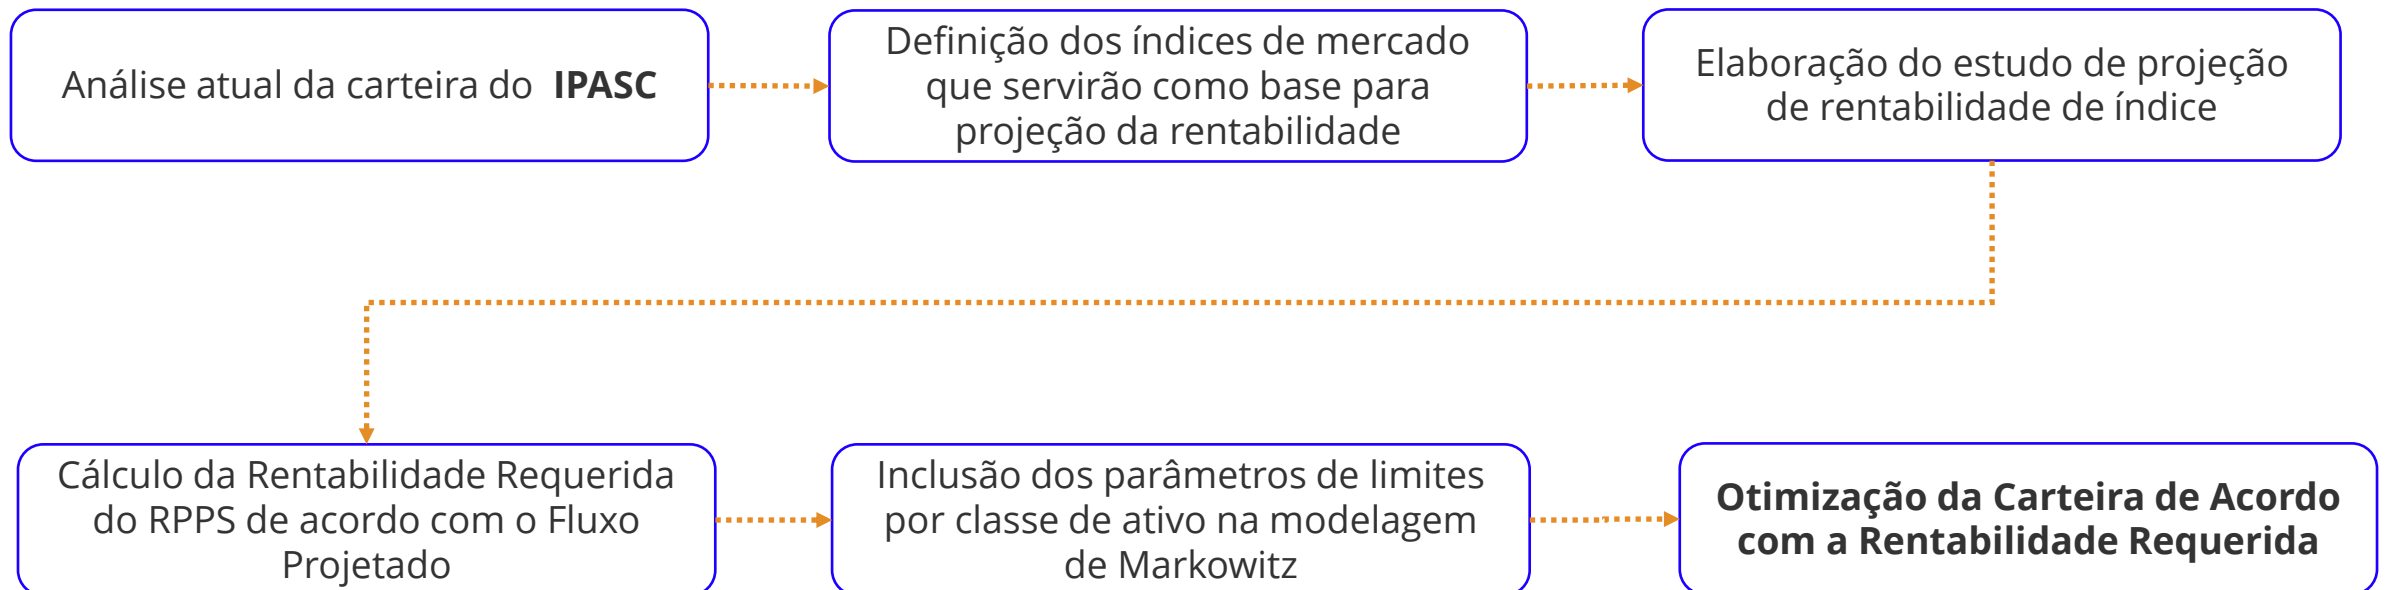 Análise atual da carteira do IPASC
Definição dos índices de mercado
que servirão como base para
projeção da rentabilidade
Elaboração do estudo de projeção
de rentabilidade de índice
Cálculo da Rentabilidade Requerida
do RPPS de acordo com o Fluxo
Projetado
Inclusão dos parâmetros de limites
por classe de ativo na modelagem
de Markowitz
Otimização da Carteira de Acordo
com a Rentabilidade Requerida